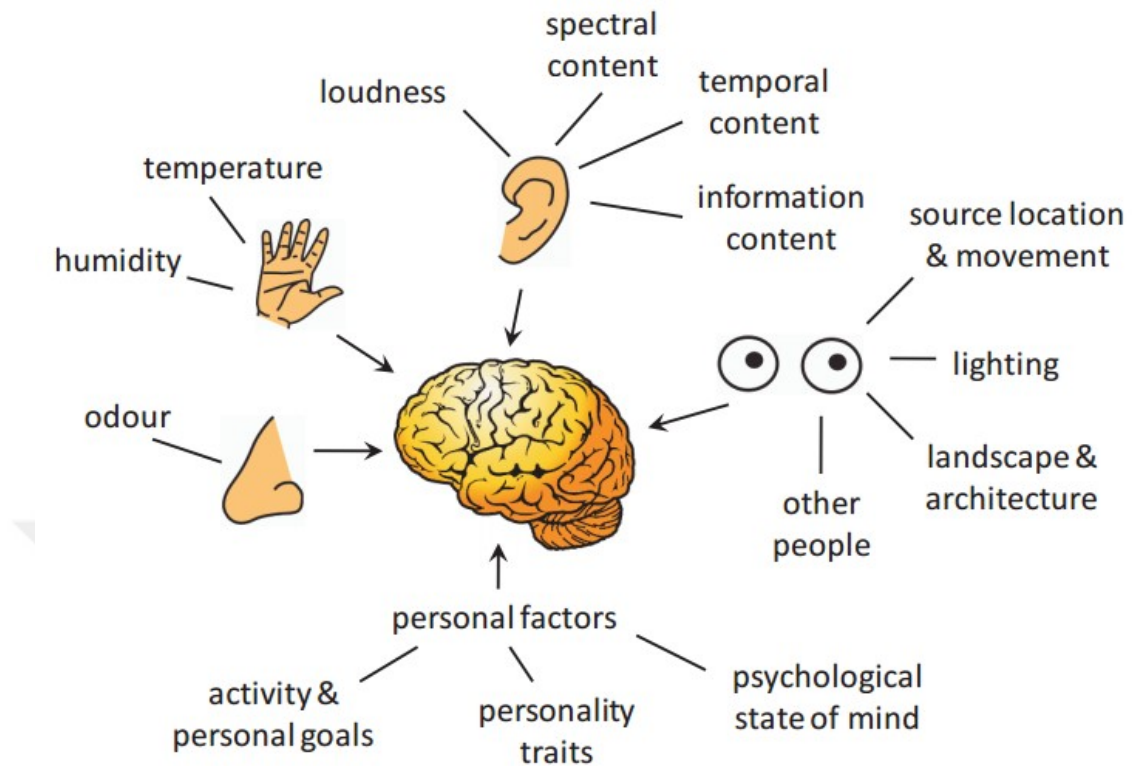 spectral
content
loudness
temporal
content
temperature
information
content
source location
& movement
humidity
lighting
odour
landscape &
architecture
other
people
personal factors
activity &
personal goals
personality
traits
psychological
state of mind